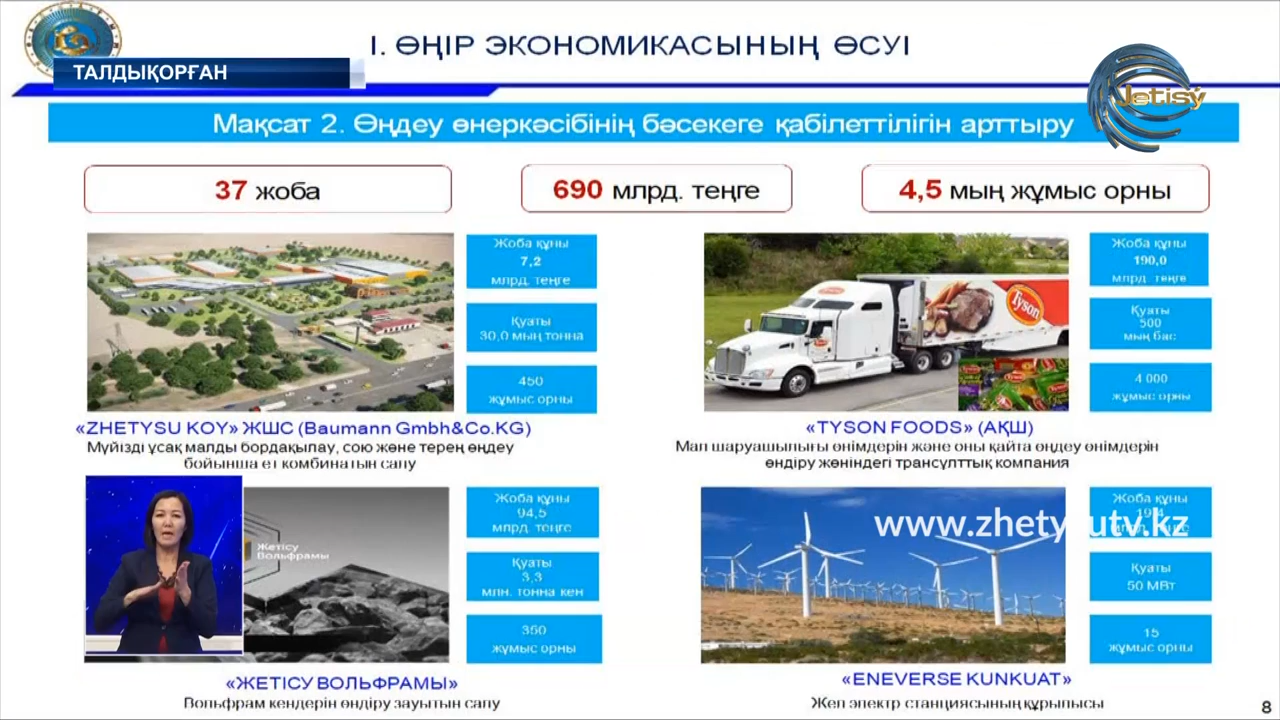 І. ӨҢІР ЭКОНОМИКАСЫНЫҢ ӨСУІ
ТАЛДЫҚОРҒАН
Jetisý
Мақсат 2. Өңдеу өнеркәсібінің бәсекеге қабілеттілігін арттыру
37 жоба
690 млрд. теңге
4,5 мың жұмыс орны
Жоба құны
7,2
млрд. теңге
Қуаты
30,0 мың тонна
450
жұмыс орны
«ZHETYSU KOY» ЖШС (Baumann Gmbh&Co.KG)
Мүйізді ұсақ малды бордақылау, сою және терең өңдеу
бойынша ет комбинатын салу
Tyson
Жоба құны
190,0
млрд. теңге
Қуаты
500
мың бас
4 000
жұмыс орны
«TYSON FOODS» (АҚШ)
Мал шаруашылығы өнімдерін және оны қайта өңдеу өнімдерін
өндіру жөніндегі трансұлттық компания
Жетісу
Вольфрамы
Жоба құны
94,5
млрд. теңге
Қуаты
3,3
млн. тонна кен
350
жұмыс орны
«ЖЕТІСУ ВОЛЬФРАМЫ»
Вольфрам кендерін өндіру зауытын салу
www.zhetysutv.kz
Жоба құны
Қуаты
50 МВт
15
жұмыс орны
«ENEVERSE KUNKUAT»
Жел электр станциясының құрылысы
8